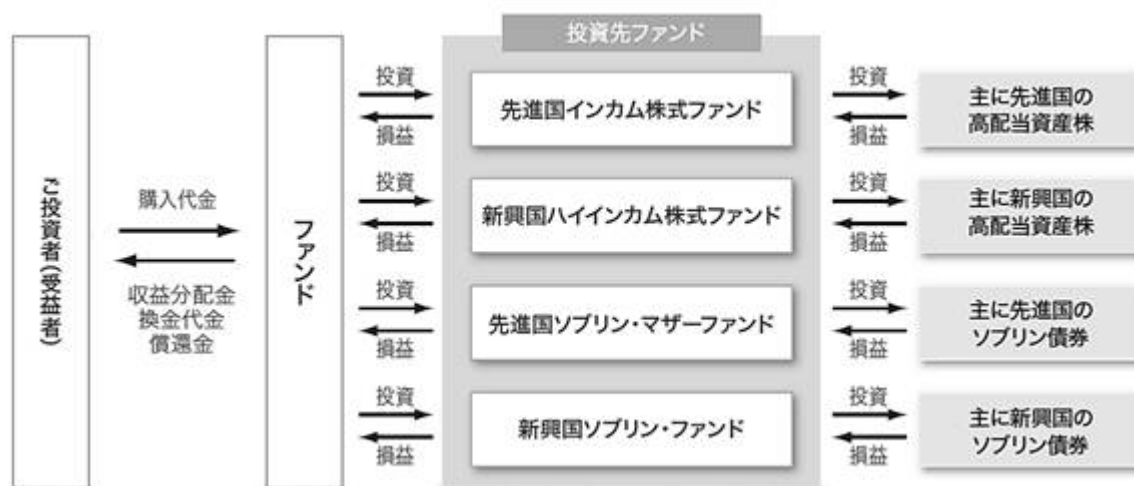 投資先ファンド
ご投資者(受益者)
購入代金
収益分配金
換金代金
償還金
ファンド
投資
損益
先進国インカム株式ファンド
投資
損益
主に先進国の
高配当資産株
投資
損益
新興国ハイインカム株式ファンド
投資
損益
主に新興国の
高配当資産株
投資
損益
先進国ソブリン・マザーファンド
投資
損益
主に先進国の
ソブリン債券
投資
損益
新興国ソブリン・ファンド
投資
損益
主に新興国の
ソブリン債券